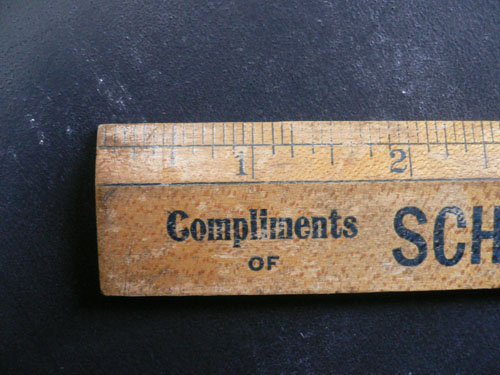 1 2
Compliments
OF
SCH